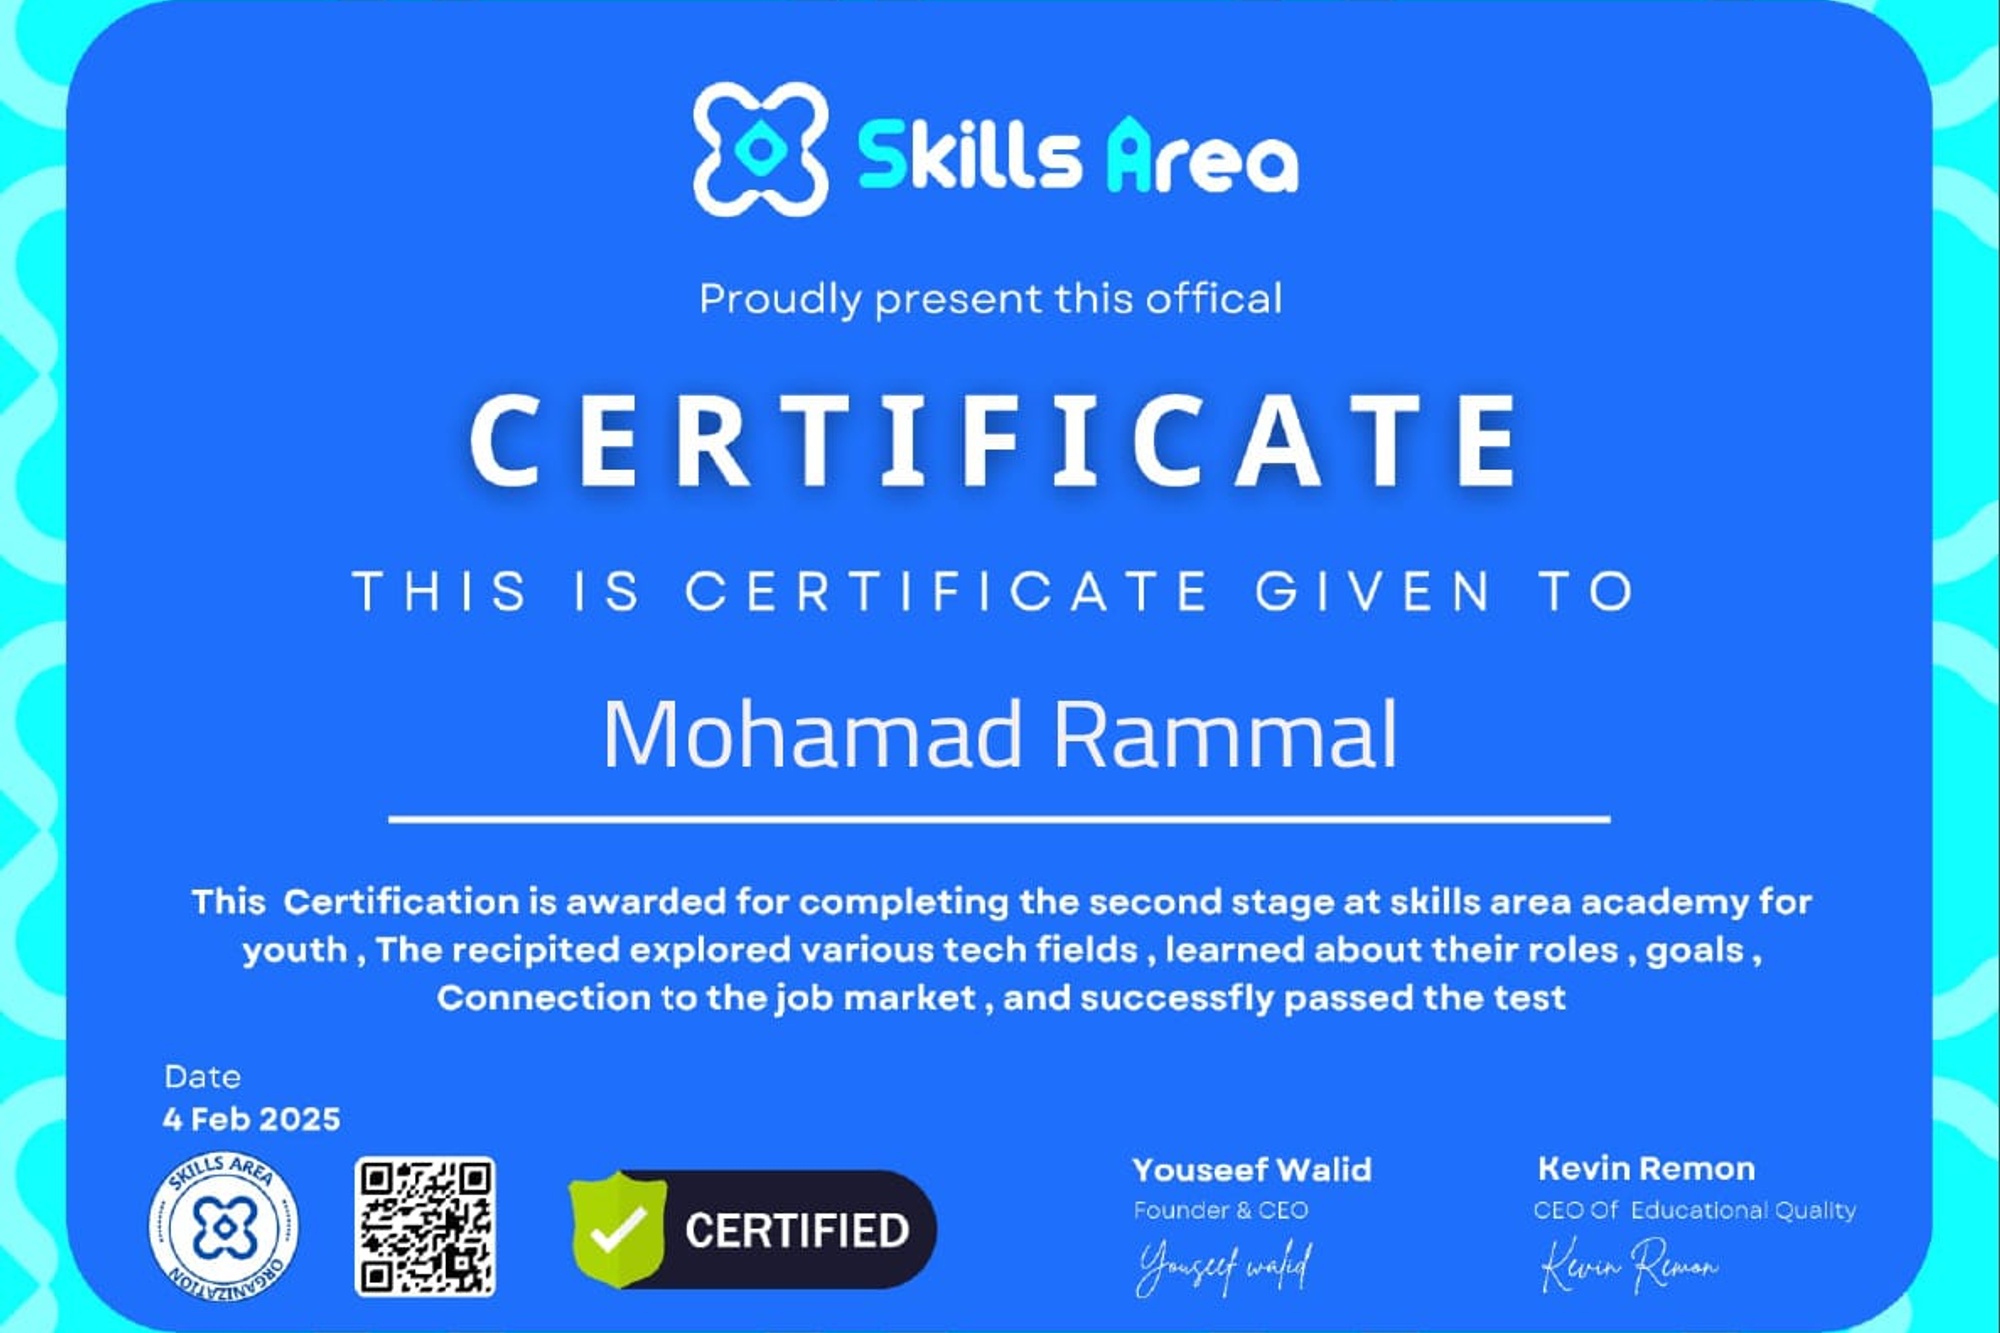 Skills Area
Proudly present this offical
CERTIFICATE
THIS IS CERTIFICATE GIVEN TO
Mohamad Rammal
This Certification is awarded for completing the second stage at skills area academy for
youth , The recipited explored various tech fields , learned about their roles , goals ,
Connection to the job market , and successfly passed the test
Date
4 Feb 2025
SKILLS AREA
ORGANIZATION
CERTIFIED
Youseef Walid
Founder & CEO
Youseef walid
Kevin Remon
CEO Of Educational Quality
Kevin Remon